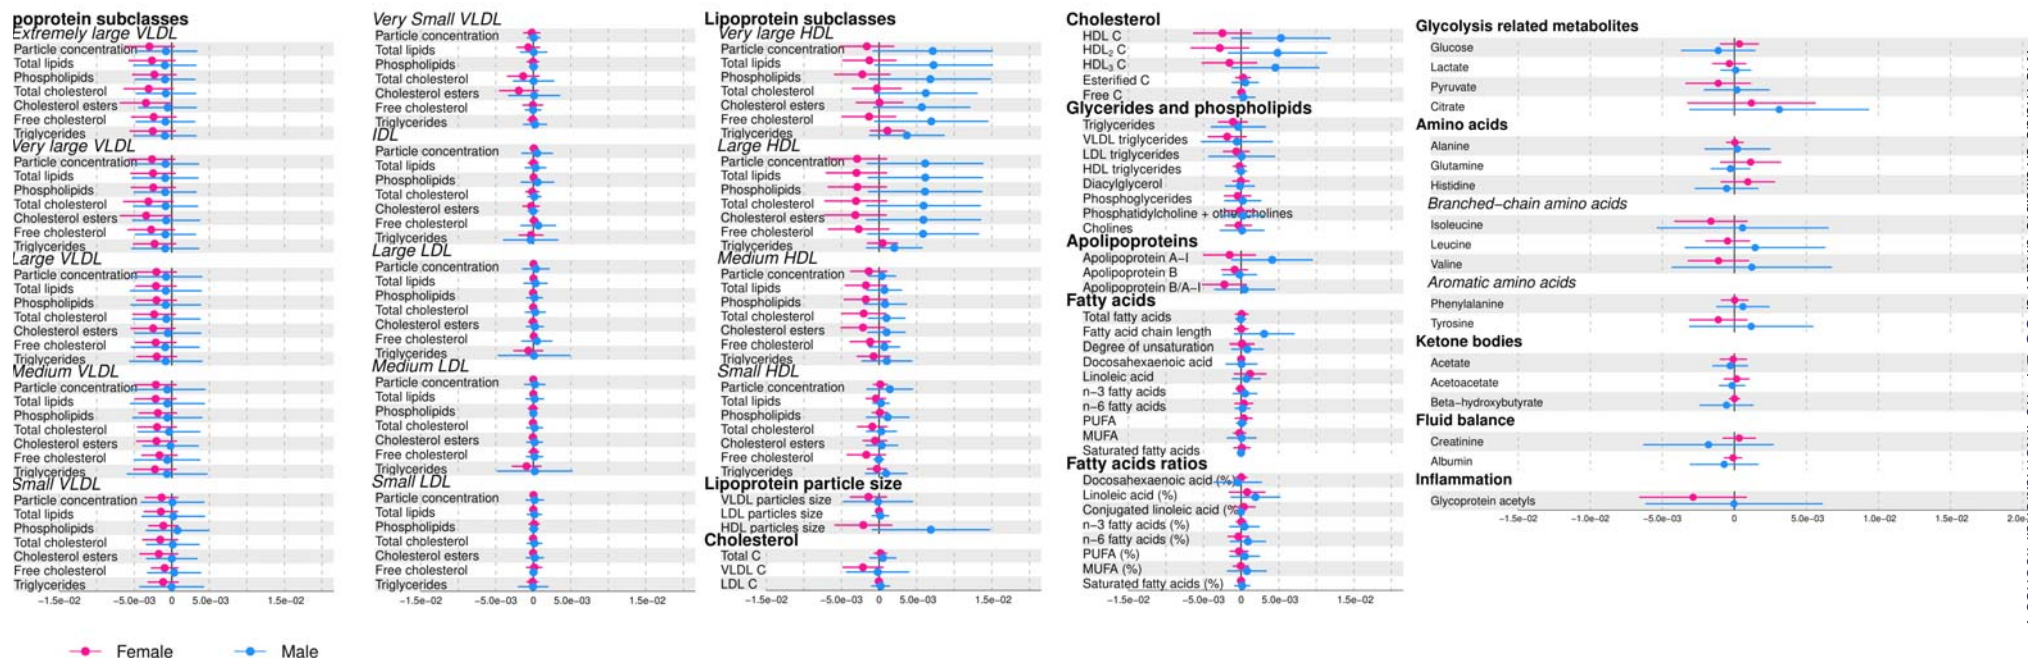 poprotein subclasses
Extremely large VLDL
Particle concentration
Total lipids
Phospholipids
Total cholesterol
Cholesterol esters
Free cholesterol
Triglycerides
Very large VLDL
Particle concentration
Total lipids
Phospholipids
Total cholesterol
Cholesterol esters
Free cholesterol
Triglycerides
Large VLDL
Particle concentration
Total lipids
Phospholipids
Total cholesterol
Cholesterol esters
Free cholesterol
Triglycerides
Medium VLDL
Particle concentration
Total lipids
Phospholipids
Total cholesterol
Cholesterol esters
Free cholesterol
Triglycerides
Small VLDL
Particle concentration
Total lipids
Phospholipids
Total cholesterol
Cholesterol esters
Free cholesterol
Triglycerides
−1.5e−02 −5.0e−03 0 5.0e−03 1.5e−02
Very Small VLDL
Particle concentration
Total lipids
Phospholipids
Total cholesterol
Cholesterol esters
Free cholesterol
Triglycerides
IDL
Particle concentration
Total lipids
Phospholipids
Total cholesterol
Cholesterol esters
Free cholesterol
Triglycerides
Large LDL
Particle concentration
Total lipids
Phospholipids
Total cholesterol
Cholesterol esters
Free cholesterol
Triglycerides
Medium LDL
Particle concentration
Total lipids
Phospholipids
Total cholesterol
Cholesterol esters
Free cholesterol
Triglycerides
Small LDL
Particle concentration
Total lipids
Phospholipids
Total cholesterol
Cholesterol esters
Free cholesterol
Triglycerides
−1.5e−02 −5.0e−03 0 5.0e−03 1.5e−02
Lipoprotein subclasses
Very large HDL
Particle concentration
Total lipids
Phospholipids
Total cholesterol
Cholesterol esters
Free cholesterol
Triglycerides
Large HDL
Particle concentration
Total lipids
Phospholipids
Total cholesterol
Cholesterol esters
Free cholesterol
Triglycerides
Medium HDL
Particle concentration
Total lipids
Phospholipids
Total cholesterol
Cholesterol esters
Free cholesterol
Triglycerides
Small HDL
Particle concentration
Total lipids
Phospholipids
Total cholesterol
Cholesterol esters
Free cholesterol
Triglycerides
Lipoprotein particle size
VLDL particles size
LDL particles size
HDL particles size
Cholesterol
Total C
VLDL C
LDL C
−1.5e−02 −5.0e−03 0 5.0e−03 1.5e−02
Cholesterol
HDL C
HDL₂ C
HDL₃ C
Esterified C
Free C
Glycerides and phospholipids
Triglycerides
VLDL triglycerides
LDL triglycerides
HDL triglycerides
Diacylglycerol
Phosphoglycerides
Phosphatidylcholine + other cholines
Cholines
Apolipoproteins
Apolipoprotein A−I
Apolipoprotein B
Apolipoprotein B/A−I
Fatty acids
Total fatty acids
Fatty acid chain length
Degree of unsaturation
Docosahexaenoic acid
Linoleic acid
n−3 fatty acids
n−6 fatty acids
PUFA
MUFA
Saturated fatty acids
Fatty acids ratios
Docosahexaenoic acid (%)
Linoleic acid (%)
Conjugated linoleic acid (%
n−3 fatty acids (%)
n−6 fatty acids (%)
PUFA (%)
MUFA (%)
Saturated fatty acids (%)
−1.5e−02 −5.0e−03 0 5.0e−03 1.5e−02
Glycolysis related metabolites
Glucose
Lactate
Pyruvate
Citrate
Amino acids
Alanine
Glutamine
Histidine
Branched−chain amino acids
Isoleucine
Leucine
Valine
Aromatic amino acids
Phenylalanine
Tyrosine
Ketone bodies
Acetate
Acetoacetate
Beta−hydroxybutyrate
Fluid balance
Creatinine
Albumin
Inflammation
Glycoprotein acetyls
−1.5e−02 −1.0e−02 −5.0e−03 0 5.0e−03 1.0e−02 1.5e−02 2.0
Female Male